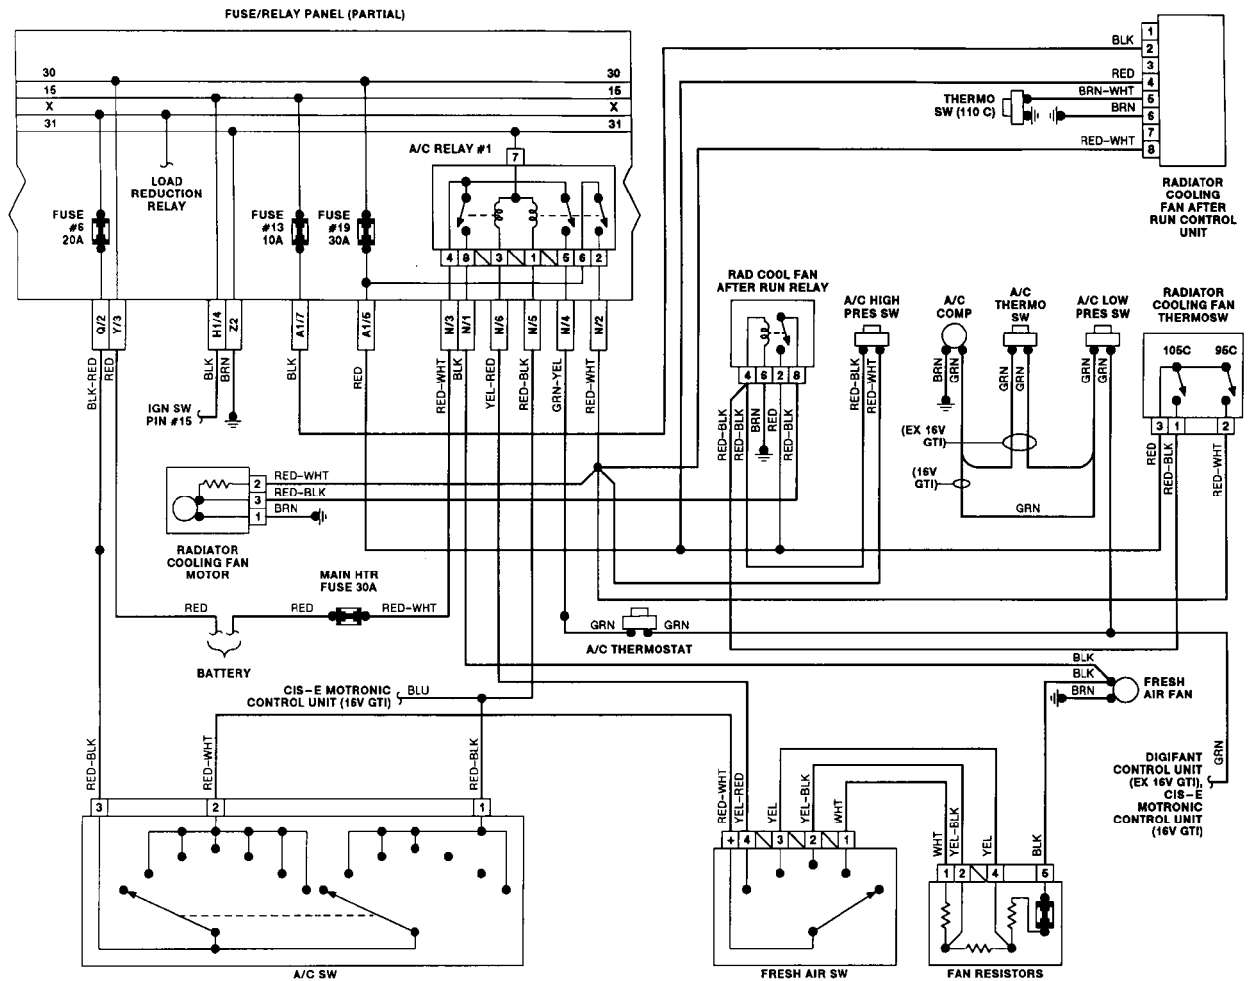 FUSE/RELAY PANEL (PARTIAL)
30
30
15
15
X
X
31
31
LOAD
REDUCTION
RELAY
FUSE
#6
20A
FUSE
#13
10A
FUSE
#19
30A
A/C RELAY #1
7
4
8
3
1
5
6
2
Q/2
Y/3
H1/4
Z2
A1/7
A1/5
N/3
N/1
N/6
N/5
N/4
N/2
BLK-RED
RED
BLK
BRN
BLK
RED
RED-WHT
BLK
YEL-RED
RED-BLK
GRN-YEL
RED-WHT
IGN SW
PIN #15
BLK
RED
BRN-WHT
BRN
RED-WHT
THERMO
SW (110 C)
1
2
3
4
5
6
7
8
RADIATOR
COOLING
FAN AFTER
RUN CONTROL
UNIT
RAD COOL FAN
AFTER RUN RELAY
4
6
2
8
RED-BLK
RED-BLK
BRN
RED
RED-BLK
A/C HIGH
PRES SW
RED-BLK
RED-WHT
A/C
COMP
BRN
GRN
A/C
THERMO
SW
GRN
GRN
A/C LOW
PRES SW
GRN
GRN
(EX 16V
GTI)
(16V
GTI)
GRN
RADIATOR
COOLING FAN
THERMOSW
105C
95C
3
1
2
RED
RED-BLK
RED-WHT
2
3
1
RED-WHT
RED-BLK
BRN
RADIATOR
COOLING FAN
MOTOR
MAIN HTR
FUSE 30A
RED
RED
RED-WHT
BATTERY
GRN
GRN
A/C THERMOSTAT
CIS-E MOTRONIC
CONTROL UNIT (16V GTI)
BLU
BLK
BLK
BRN
FRESH
AIR FAN
GRN
DIGIFANT
CONTROL UNIT
(EX 16V GTI),
CIS-E
MOTRONIC
CONTROL UNIT
(16V GTI)
RED-BLK
RED-WHT
RED-BLK
3
2
1
A/C SW
RED-WHT
YEL-RED
YEL
YEL-BLK
WHT
+
4
3
2
1
FRESH AIR SW
WHT
YEL-BLK
YEL
BLK
1
2
4
5
FAN RESISTORS